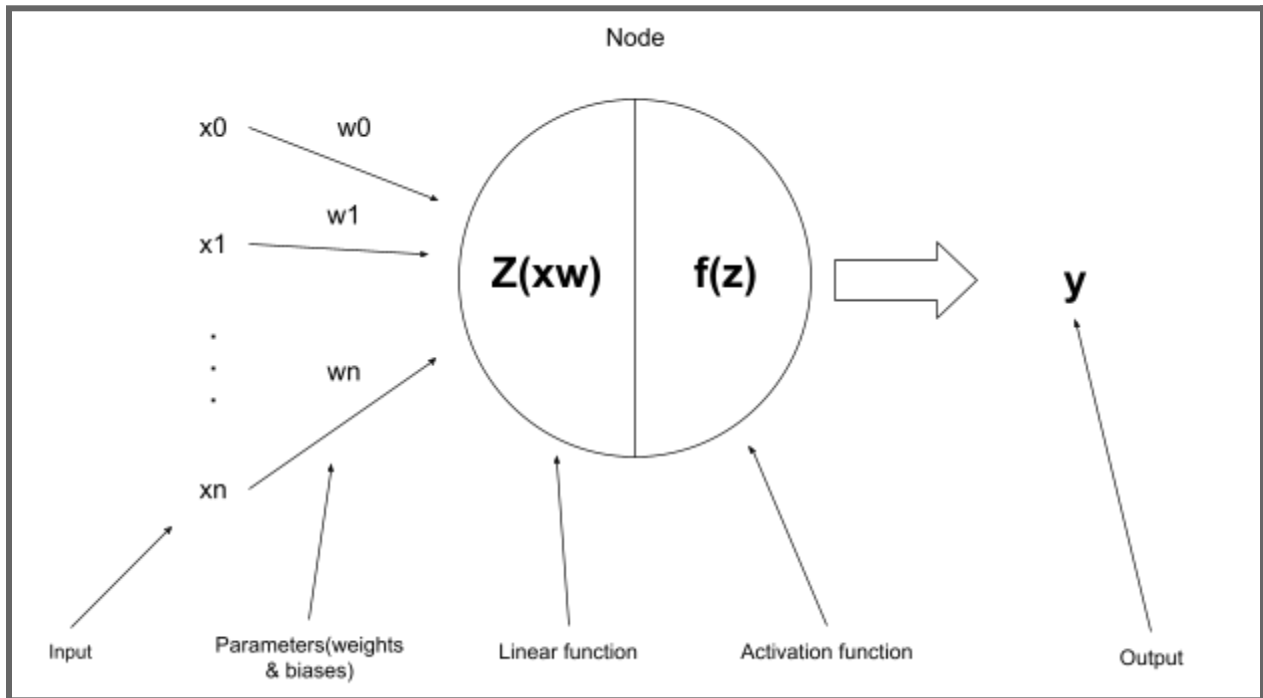 Node
x0
w0
w1
x1
Z(xw)
f(z)
y
.
.
.
wn
xn
Input
Parameters(weights
& biases)
Linear function
Activation function
Output